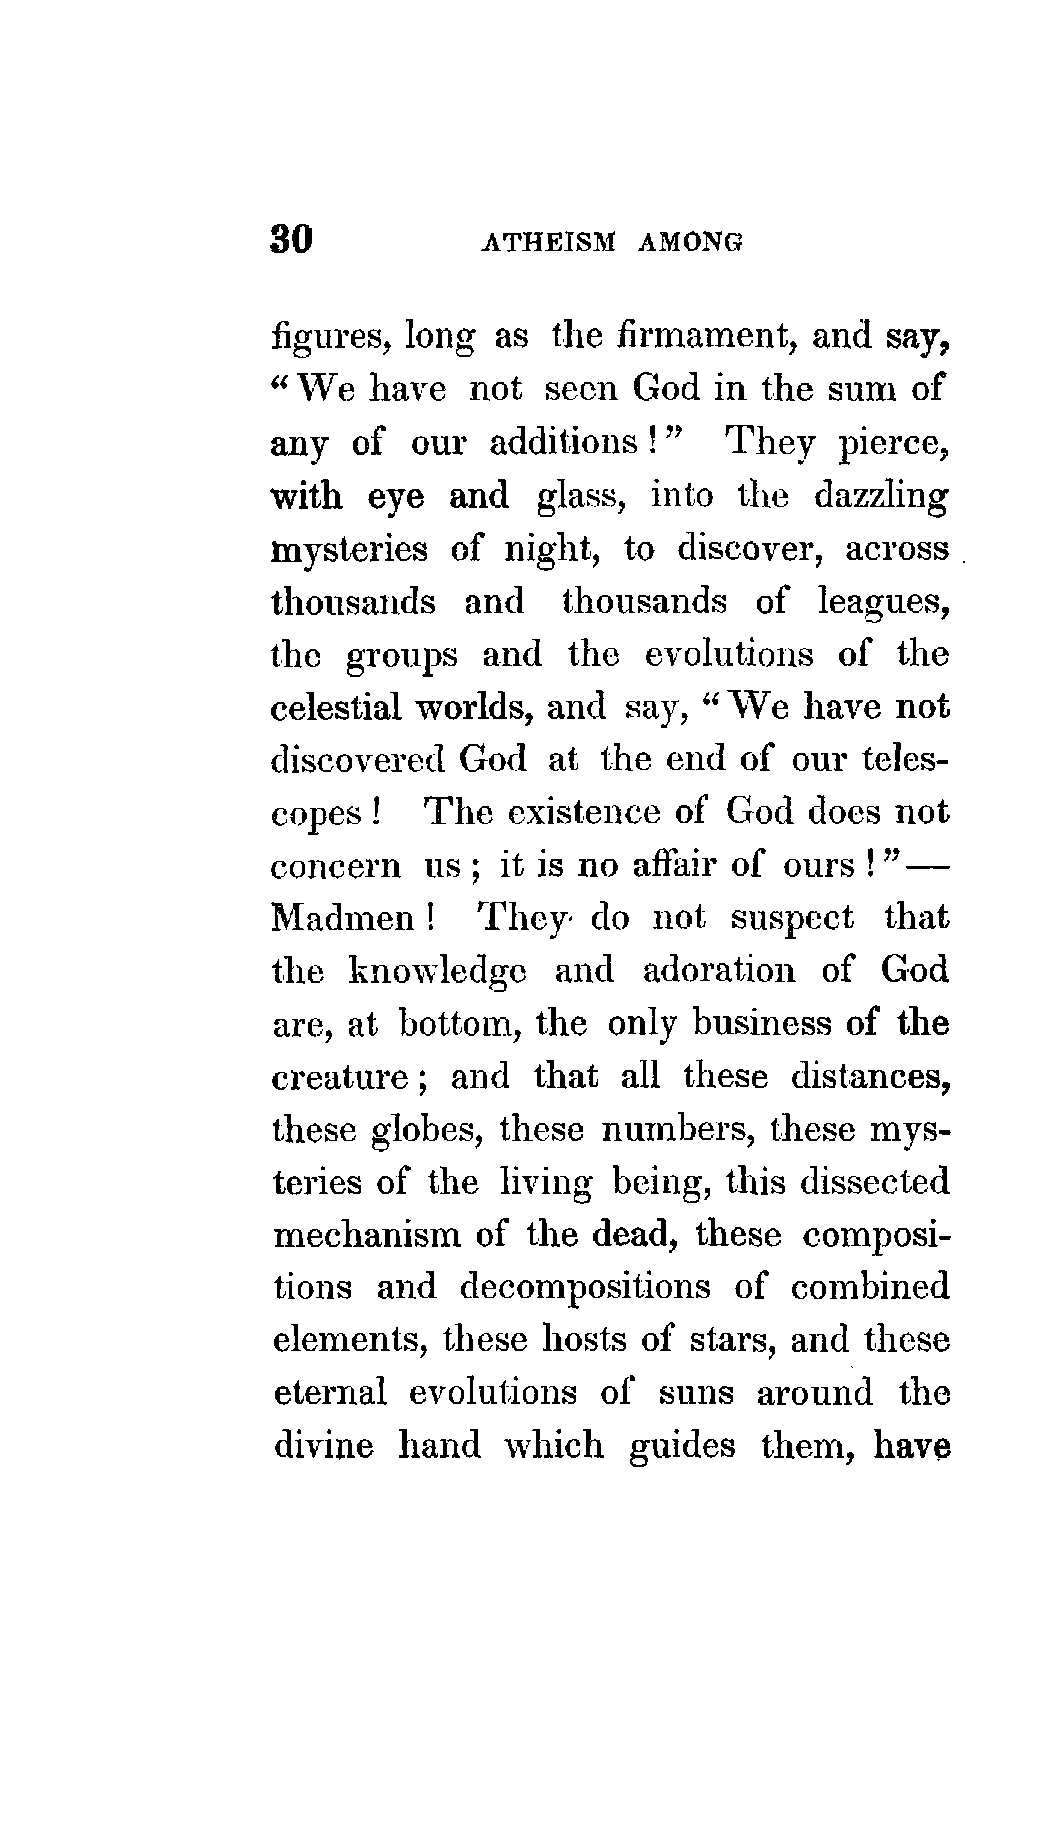 30 ATHEISM AMONG
figures, long as the firmament, and say,
“ We have not seen God in the sum of
any of our additions ! ” They pierce,
with eye and glass, into the dazzling
mysteries of night, to discover, across
thousands and thousands of leagues,
the groups and the evolutions of the
celestial worlds, and say, “ We have not
discovered God at the end of our teles-
copes ! The existence of God does not
concern us ; it is no affair of ours ! ”—
Madmen ! They do not suspect that
the knowledge and adoration of God
are, at bottom, the only business of the
creature ; and that all these distances,
these globes, these numbers, these mys-
teries of the living being, this dissected
mechanism of the dead, these composi-
tions and decompositions of combined
elements, these hosts of stars, and these
eternal evolutions of suns around the
divine hand which guides them, have